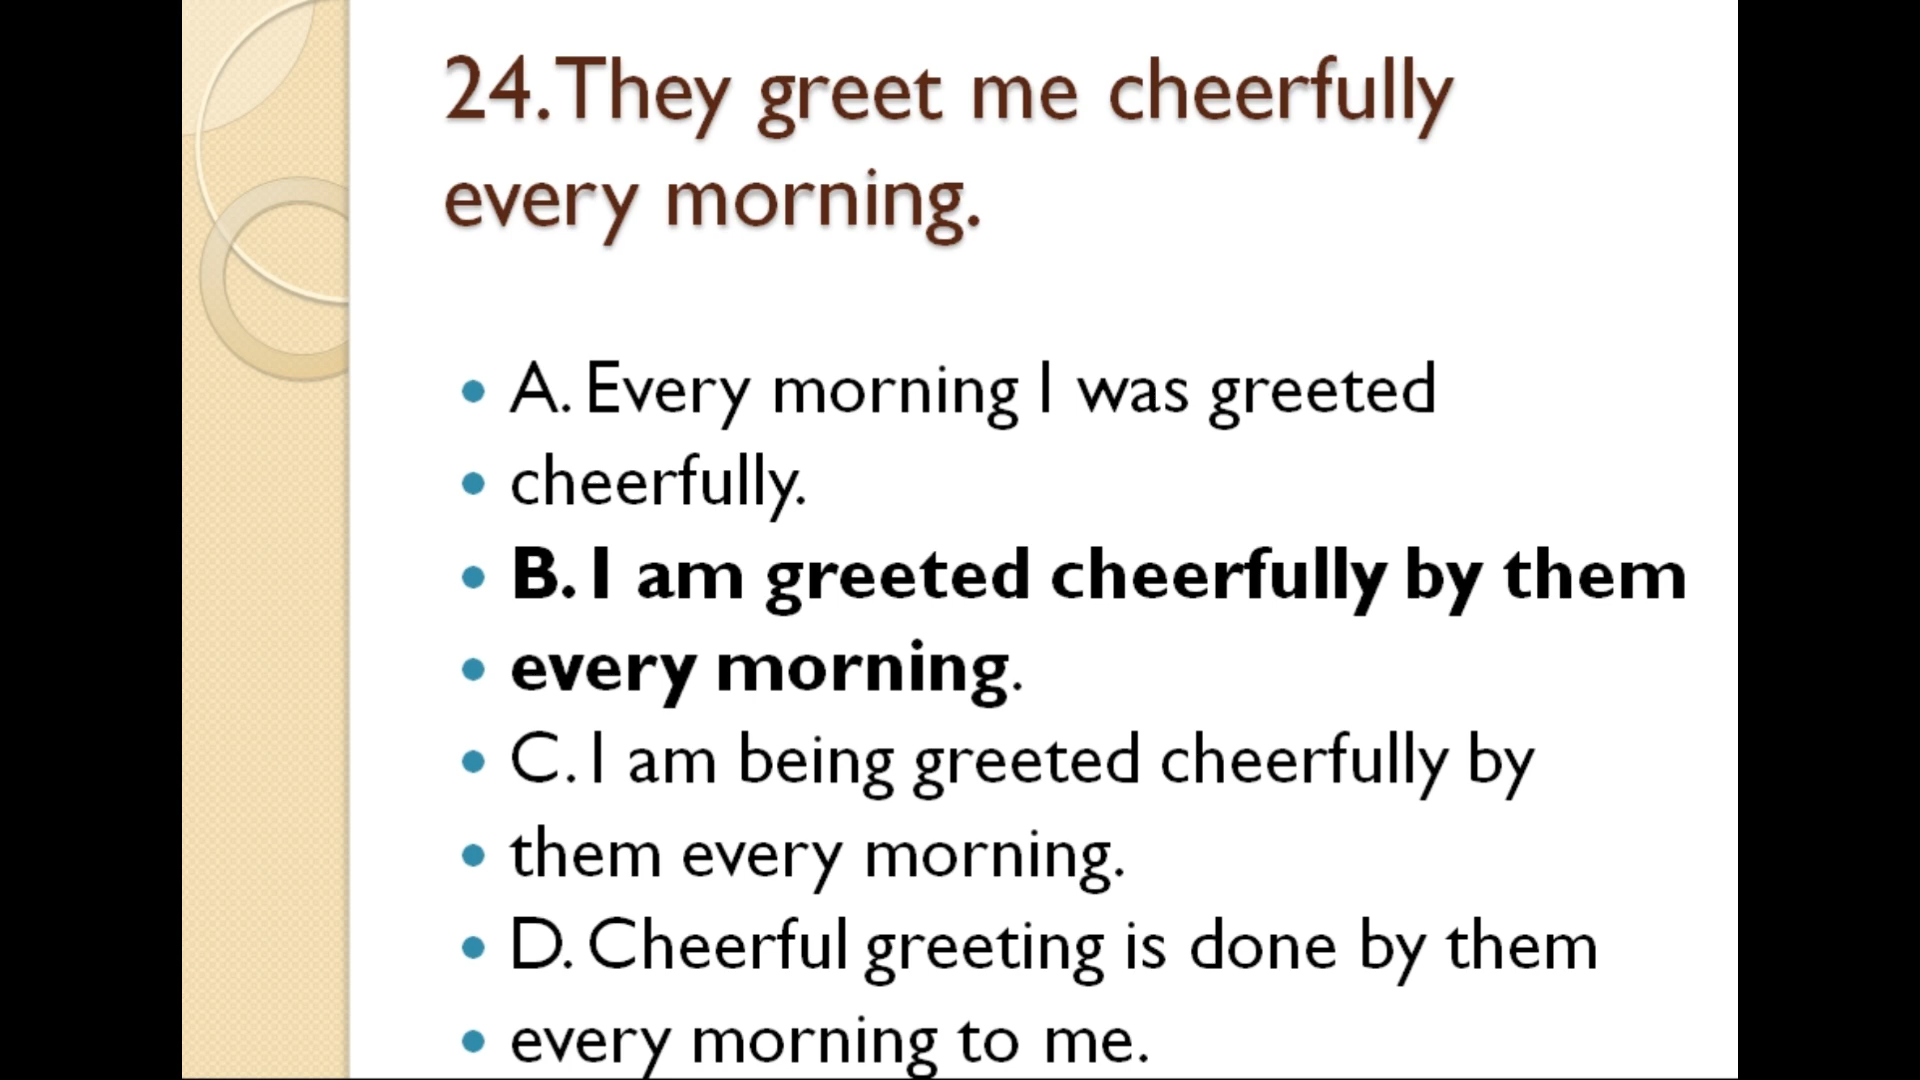 24. They greet me cheerfully
every morning.
• A. Every morning I was greeted
• cheerfully.
• B. I am greeted cheerfully by them
• every morning.
• C. I am being greeted cheerfully by
• them every morning.
• D. Cheerful greeting is done by them
• every morning to me.